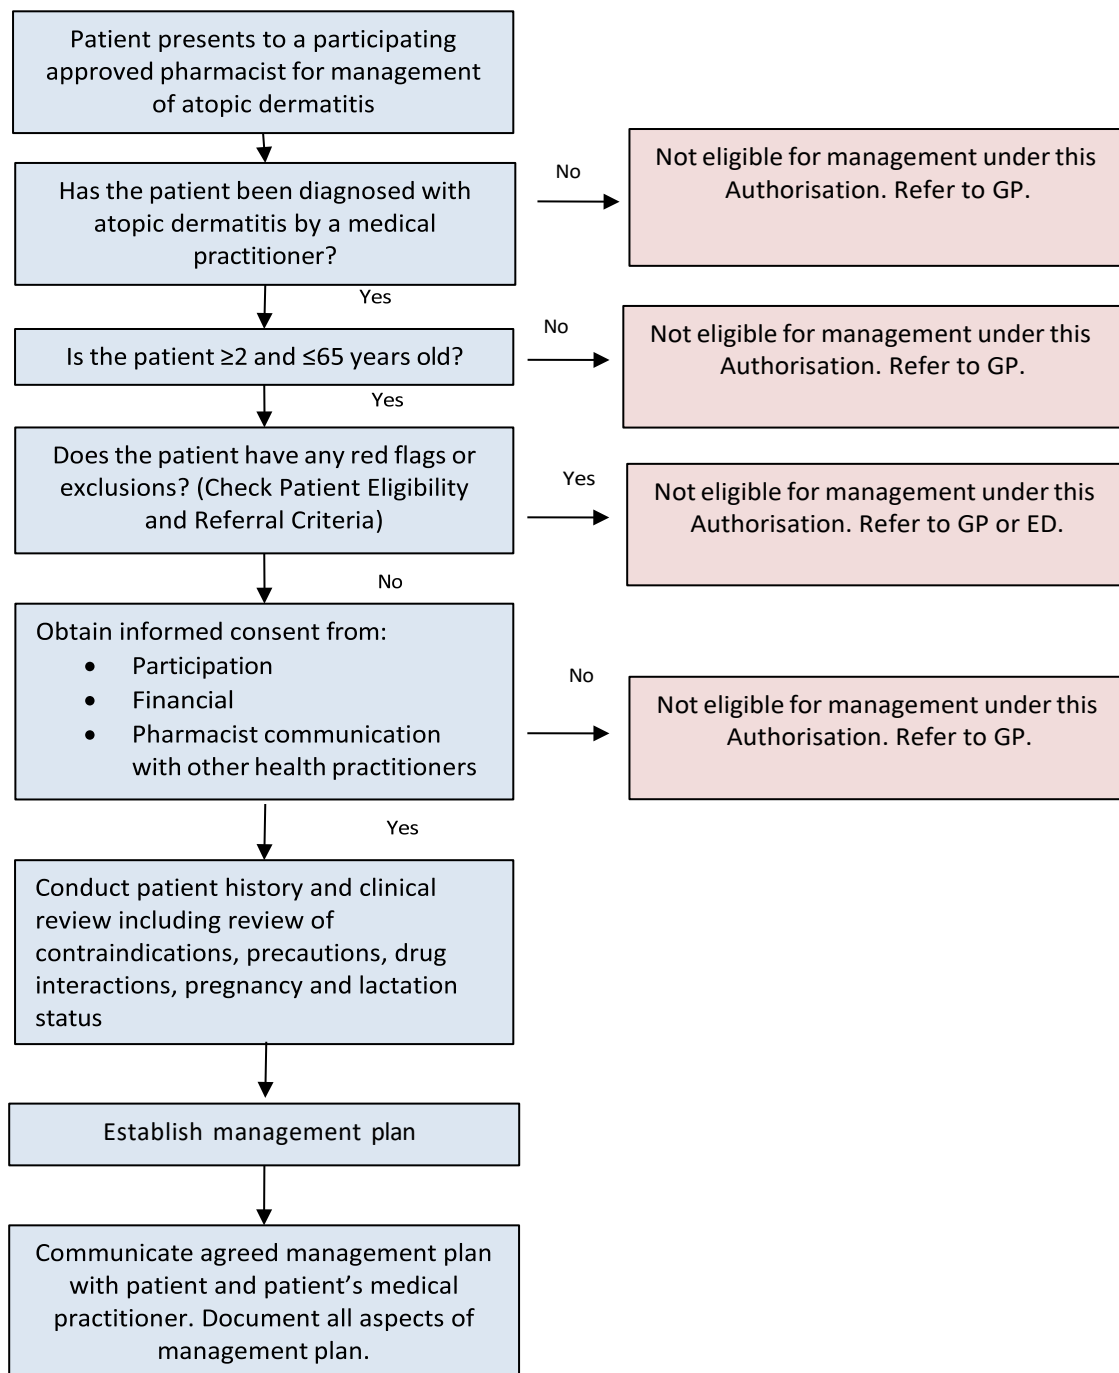 Patient presents to a participating
approved pharmacist for management
of atopic dermatitis
Has the patient been diagnosed with
atopic dermatitis by a medical
practitioner?
No
Not eligible for management under this
Authorisation. Refer to GP.
Yes
Is the patient ≥2 and ≤65 years old?
No
Not eligible for management under this
Authorisation. Refer to GP.
Yes
Does the patient have any red flags or
exclusions? (Check Patient Eligibility
and Referral Criteria)
Yes
Not eligible for management under this
Authorisation. Refer to GP or ED.
No
Obtain informed consent from:
• Participation
• Financial
• Pharmacist communication
with other health practitioners
No
Not eligible for management under this
Authorisation. Refer to GP.
Yes
Conduct patient history and clinical
review including review of
contraindications, precautions, drug
interactions, pregnancy and lactation
status
Establish management plan
Communicate agreed management plan
with patient and patient’s medical
practitioner. Document all aspects of
management plan.